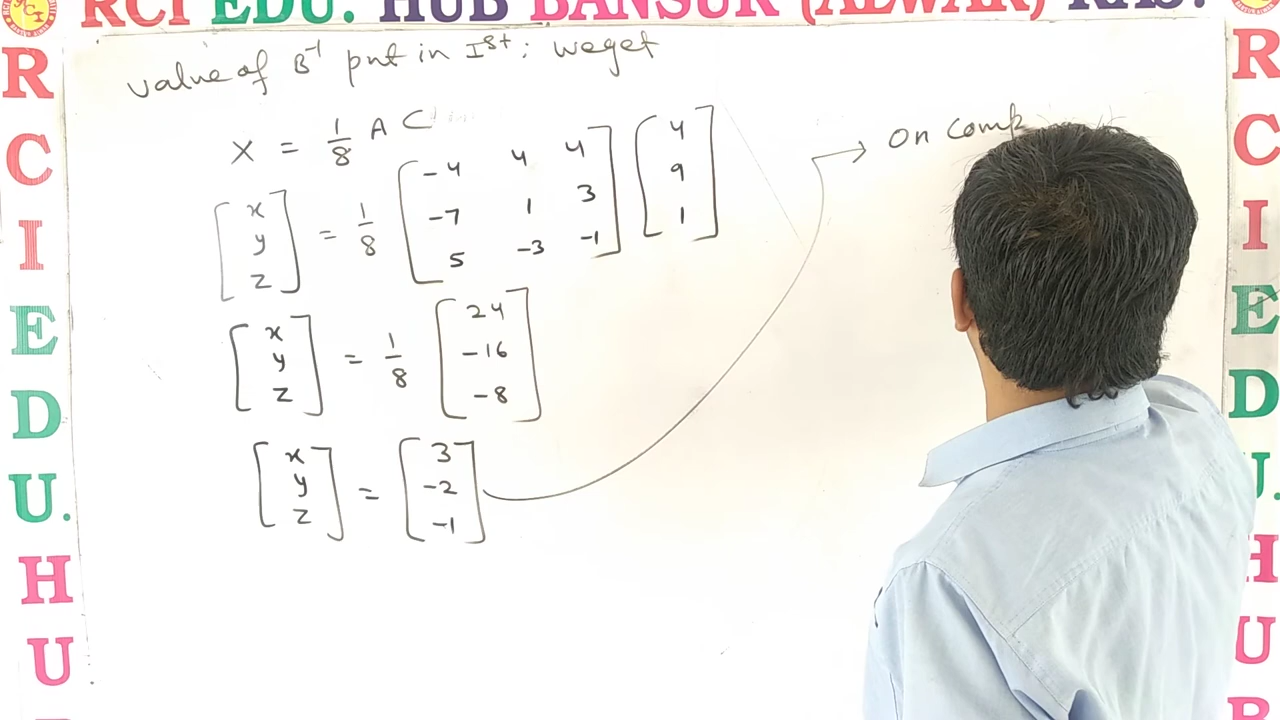 RCI EDU. HUB BANSUR (ALWAR) RAJ.
value of B⁻¹ put in Iˢᵗ; we get
X = 1/8 A C
[x y z] = 1/8 [-4 4 4; -7 1 3; 5 -3 -1] [4 9 1]
[x y z] = 1/8 [24 -16 -8]
[x y z] = [3 -2 -1]
→ On comp
R C I E D U. H U
R C I E D U. H U R